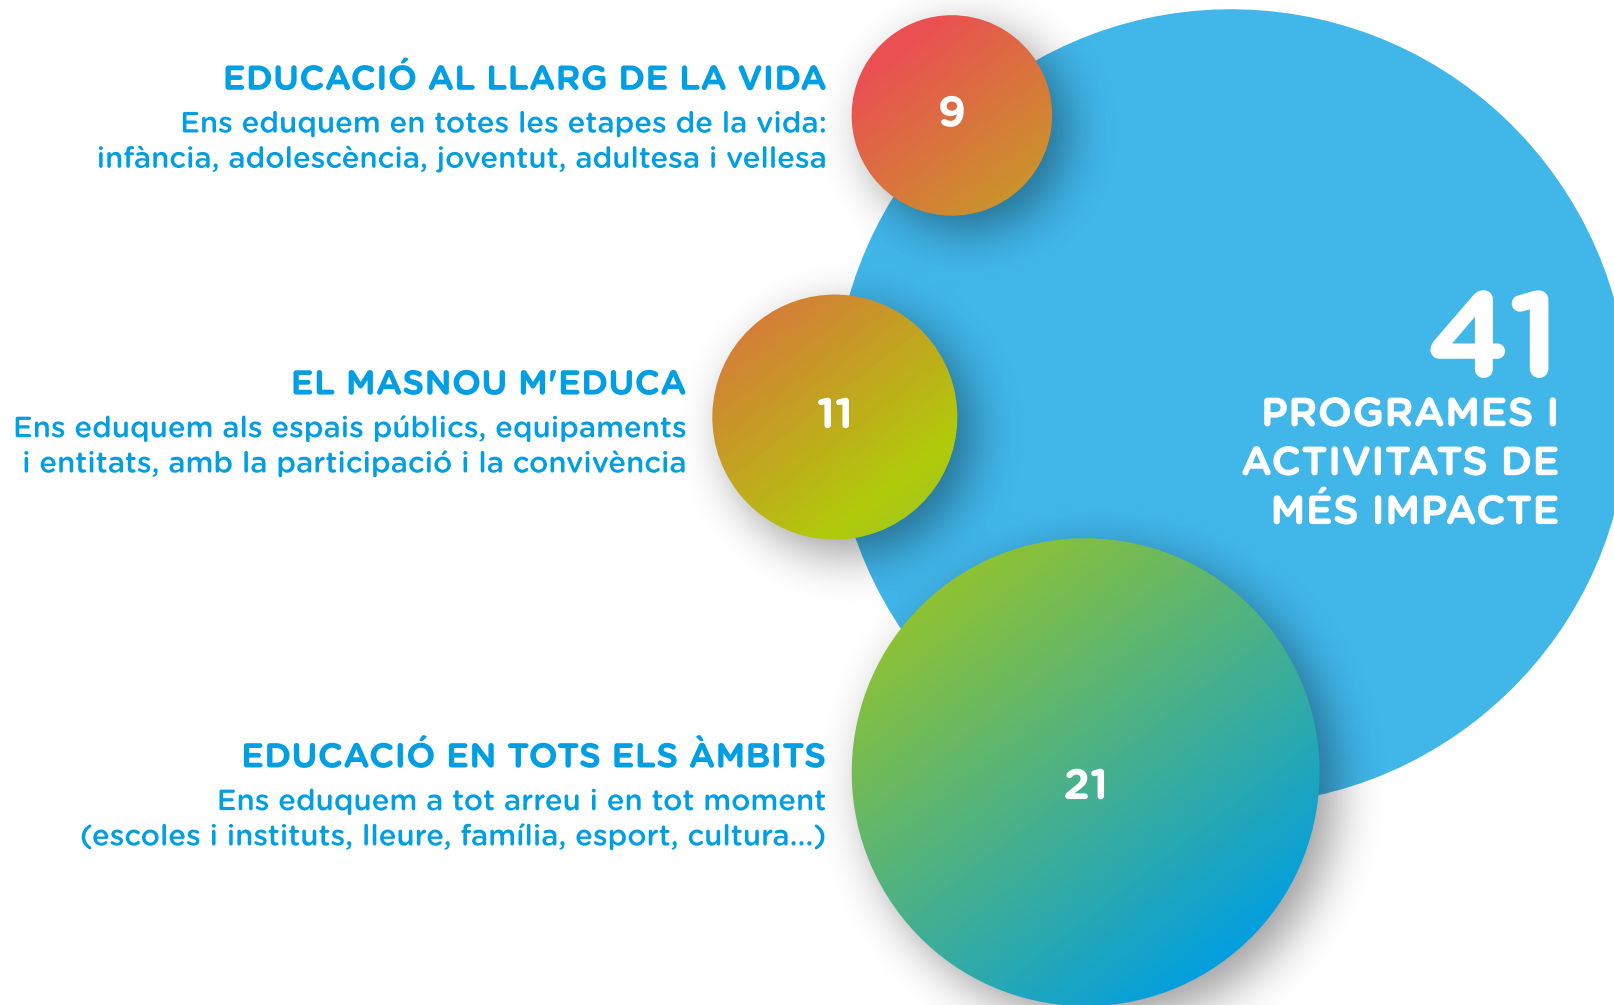 EDUCACIÓ AL LLARG DE LA VIDA
Ens eduquem en totes les etapes de la vida:
infància, adolescència, joventut, adultesa i vellesa
9
EL MASNOU M'EDUCA
Ens eduquem als espais públics, equipaments
i entitats, amb la participació i la convivència
11
41
PROGRAMES I
ACTIVITATS DE
MÉS IMPACTE
EDUCACIÓ EN TOTS ELS ÀMBITS
Ens eduquem a tot arreu i en tot moment
(escoles i instituts, lleure, família, esport, cultura...)
21